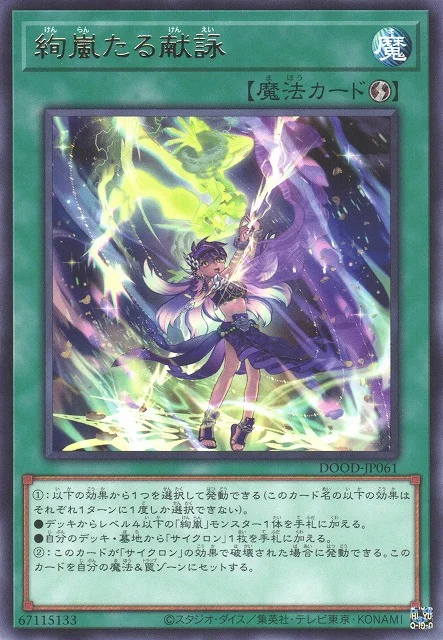 絢嵐たる献詠
魔
【魔法カード】
DOOD-JP061
①：以下の効果から1つを選択して発動できる（このカード名の以下の効果は
それぞれ1ターンに1度しか選択できない）。
●デッキからレベル4以下の「絢嵐」モンスター1体を手札に加える。
●自分のデッキ・墓地から「サイクロン」1枚を手札に加える。
②：このカードが「サイクロン」の効果で破壊された場合に発動できる。この
カードを自分の魔法＆罠ゾーンにセットする。
67115133
©スタジオ・ダイス／集英社・テレビ東京・KONAMI